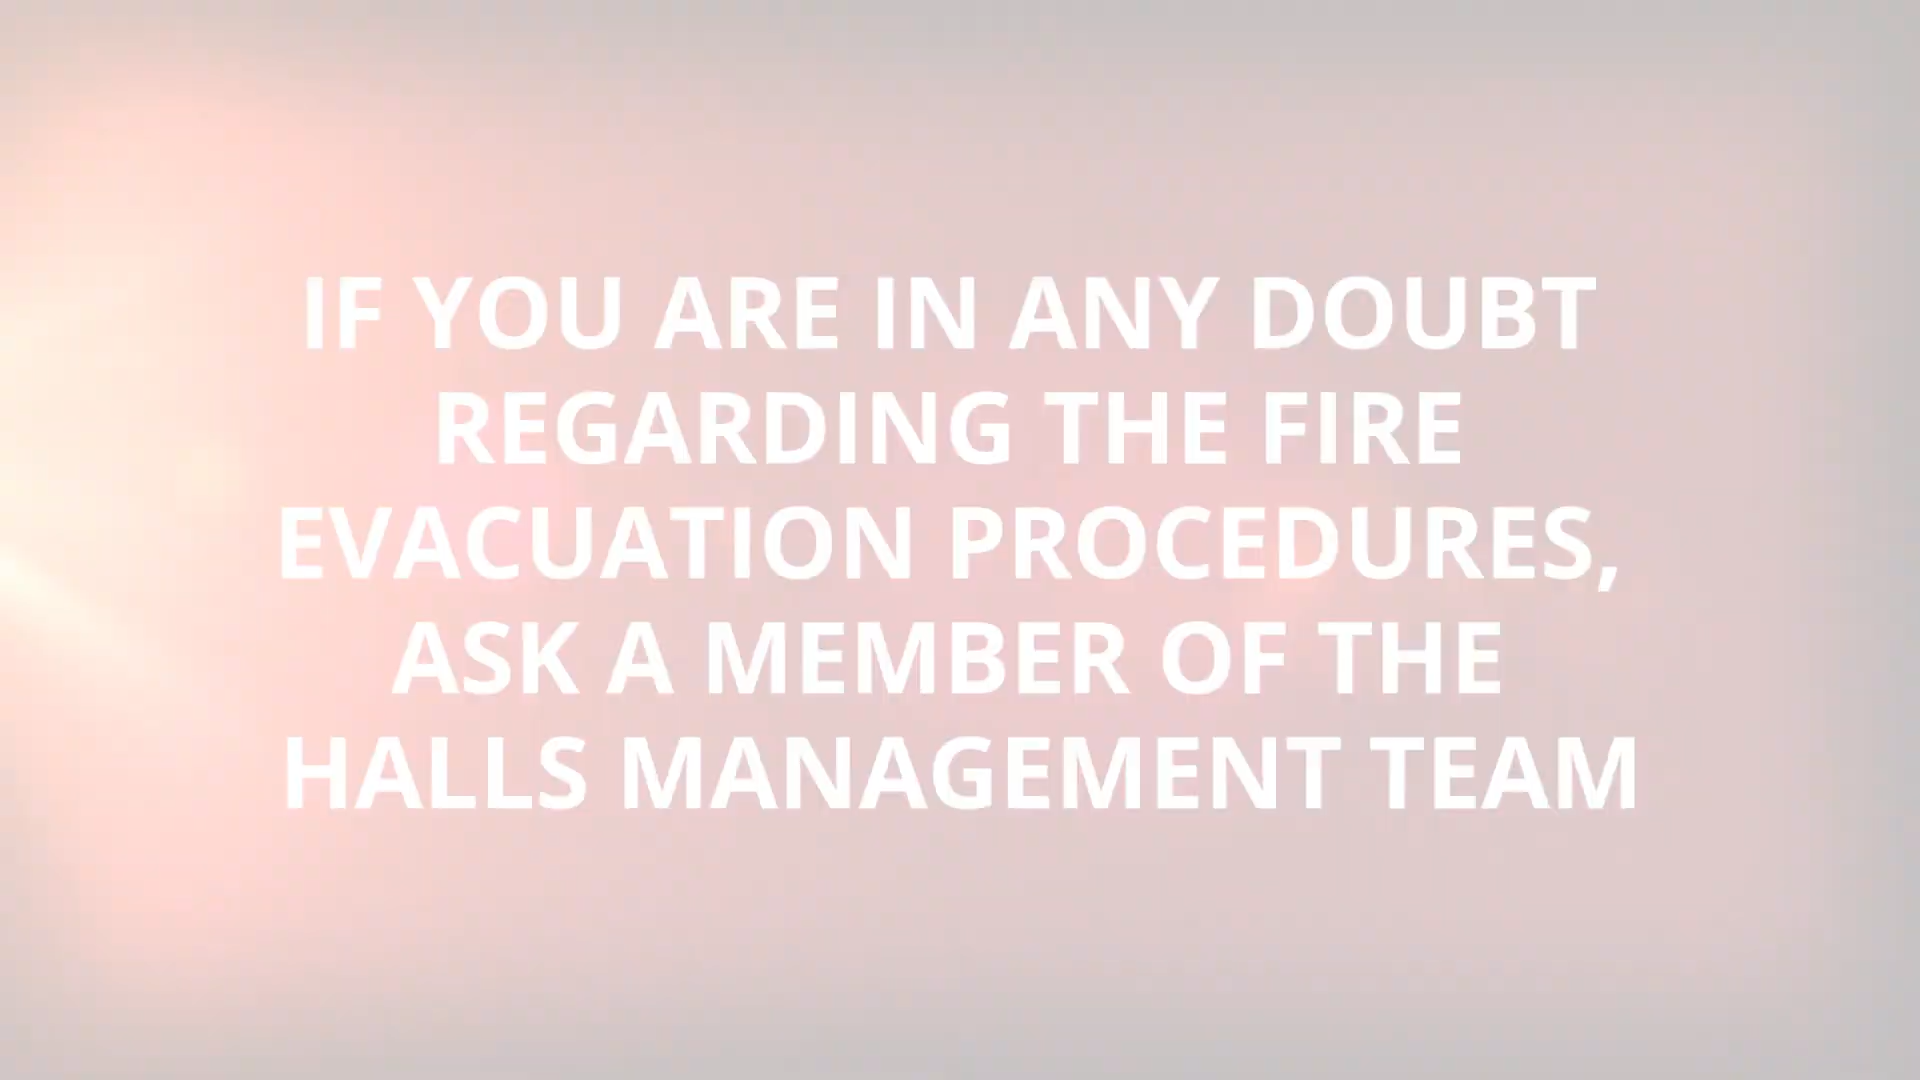 IF YOU ARE IN ANY DOUBT
REGARDING THE FIRE
EVACUATION PROCEDURES,
ASK A MEMBER OF THE
HALLS MANAGEMENT TEAM